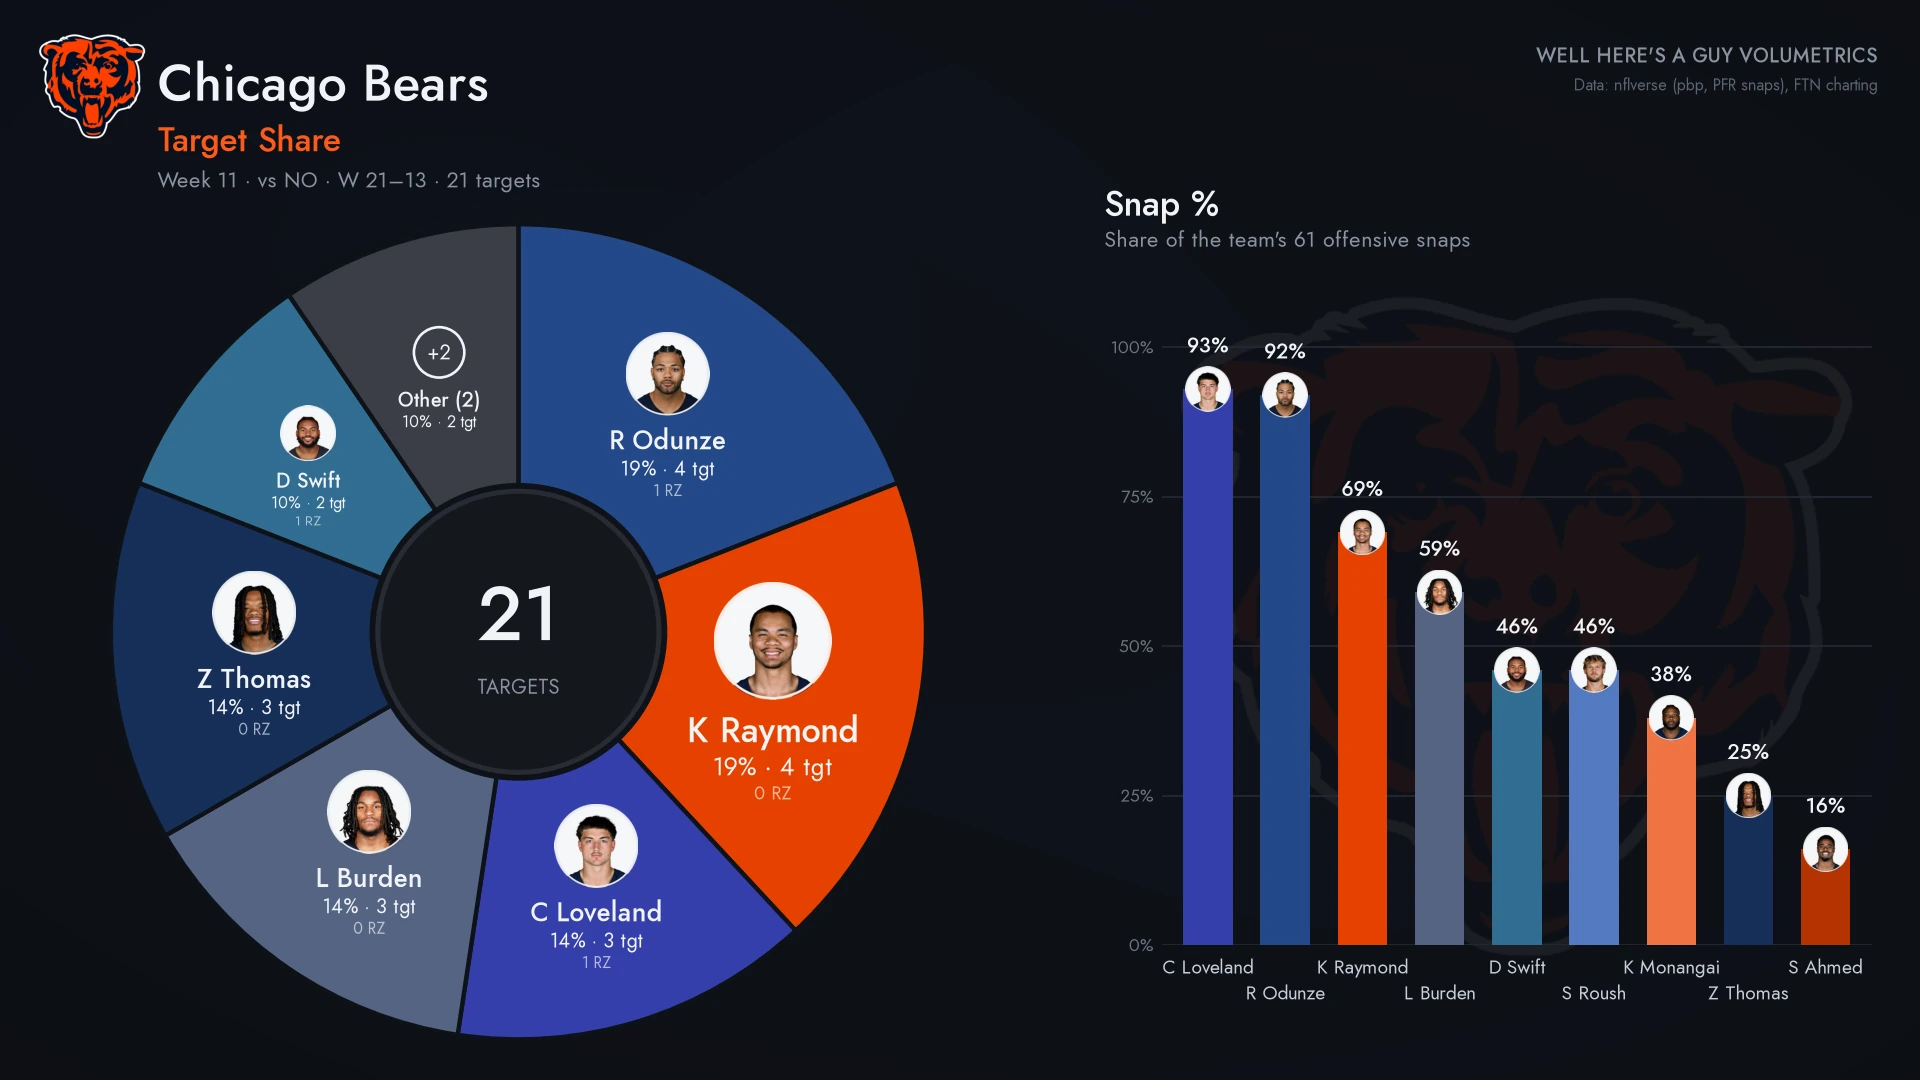 Chicago Bears
Target Share
Week 11 · vs NO · W 21–13 · 21 targets
WELL HERE'S A GUY VOLUMETRICS
Data: nflverse (pbp, PFR snaps), FTN charting
+2
Other (2)
10% · 2 tgt
R Odunze
19% · 4 tgt
1 RZ
D Swift
10% · 2 tgt
1 RZ
Z Thomas
14% · 3 tgt
0 RZ
21
TARGETS
K Raymond
19% · 4 tgt
0 RZ
L Burden
14% · 3 tgt
0 RZ
C Loveland
14% · 3 tgt
1 RZ
Snap %
Share of the team's 61 offensive snaps
100%
75%
50%
25%
0%
93%
92%
69%
59%
46%
46%
38%
25%
16%
C Loveland
R Odunze
K Raymond
L Burden
D Swift
S Roush
K Monangai
Z Thomas
S Ahmed